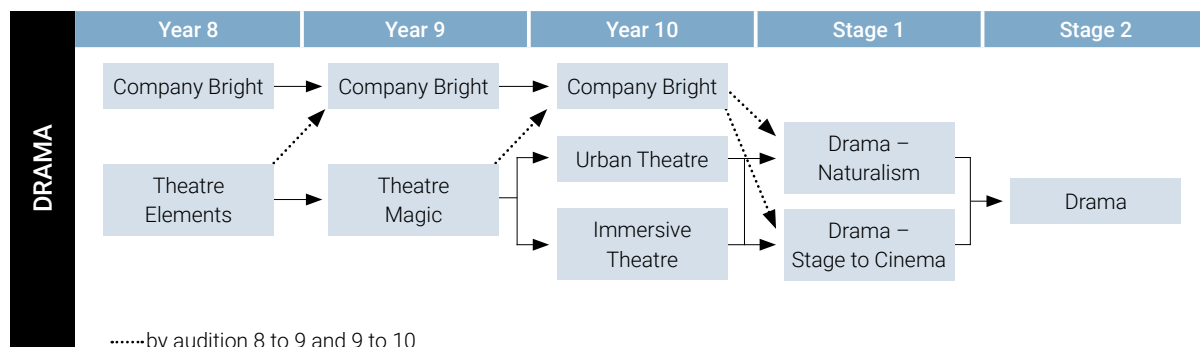 DRAMA
Year 8
Year 9
Year 10
Stage 1
Stage 2
Company Bright
Company Bright
Company Bright
Theatre
Elements
Theatre
Magic
Urban Theatre
Immersive
Theatre
Drama –
Naturalism
Drama –
Stage to Cinema
Drama
by audition 8 to 9 and 9 to 10